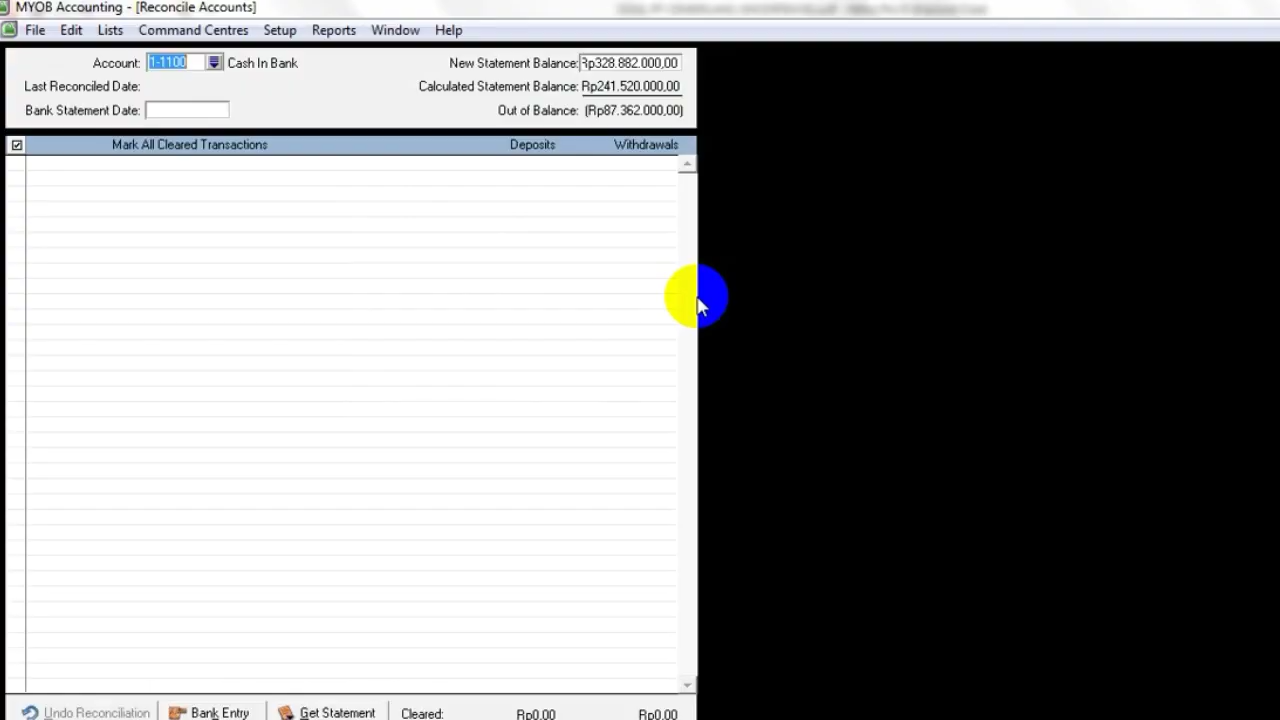 MYOB Accounting - [Reconcile Accounts]
File Edit Lists Command Centres Setup Reports Window Help
Account: 1-1100 Cash In Bank New Statement Balance: Rp328.882.000,00
Last Reconciled Date: Calculated Statement Balance: Rp241.520.000,00
Bank Statement Date: Out of Balance: (Rp87.362.000,00)
Mark All Cleared Transactions Deposits Withdrawals
Undo Reconciliation Bank Entry Get Statement Cleared: Rp0.00 Rp0.00